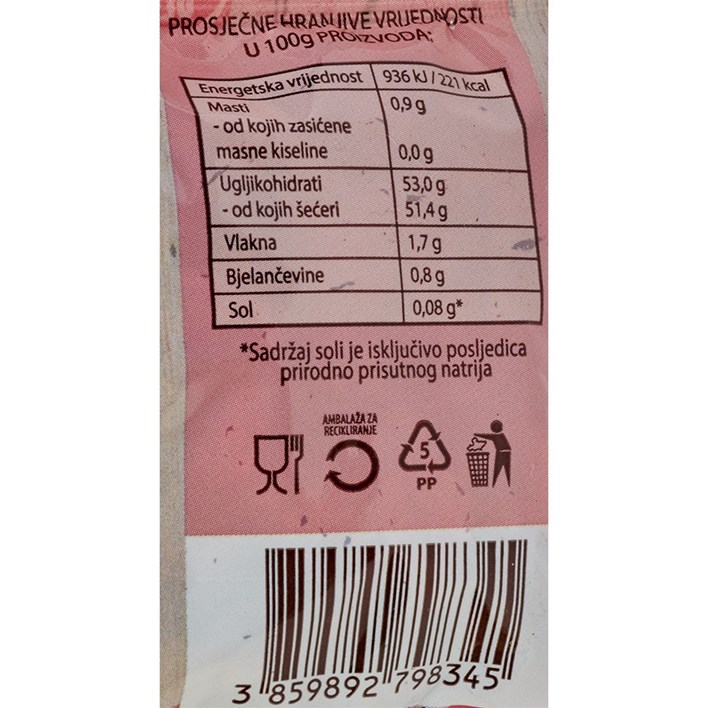 PROSJEČNE HRANJIVE VRIJEDNOSTI
U 100g PROIZVODA:
Energetska vrijednost 936 kJ / 221 kcal
Masti 0,9 g
- od kojih zasićene
masne kiseline 0,0 g
Ugljikohidrati 53,0 g
- od kojih šećeri 51,4 g
Vlakna 1,7 g
Bjelančevine 0,8 g
Sol 0,08 g*
*Sadržaj soli je isključivo posljedica
prirodno prisutnog natrija
AMBALAŽA ZA
RECIKLIRANJE
5
PP
3 859892 798345